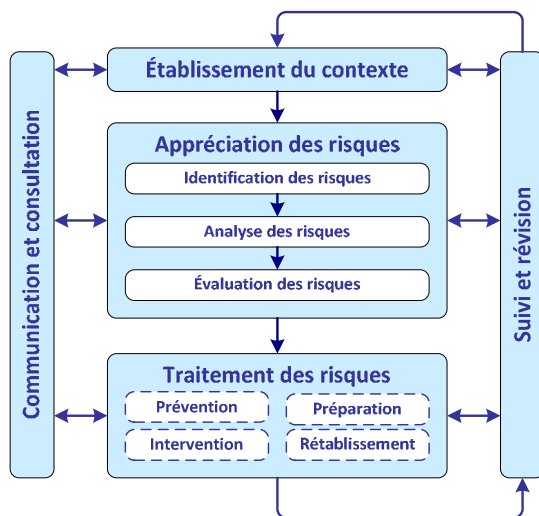 Établissement du contexte
Appréciation des risques
Identification des risques
Analyse des risques
Évaluation des risques
Traitement des risques
Prévention
Préparation
Intervention
Rétablissement
Communication et consultation
Suivi et révision